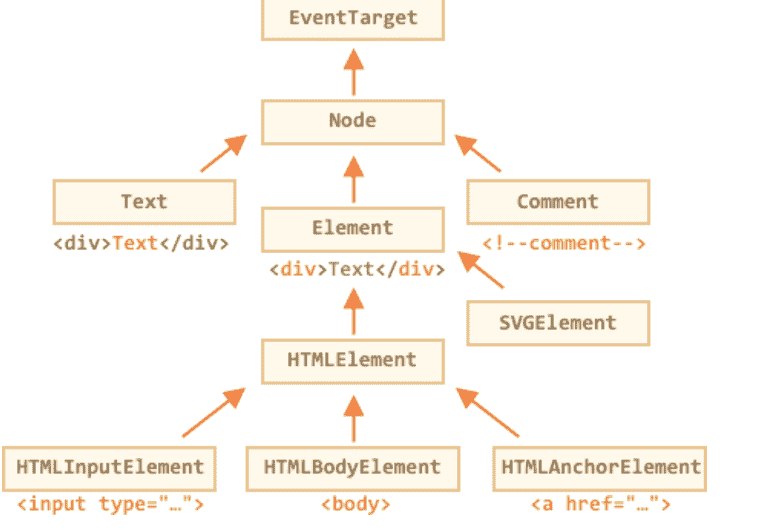 EventTarget
Node
Text
Comment
Element
<div>Text</div>
<!--comment-->
<div>Text</div>
SVGElement
HTMLElement
HTMLInputElement
HTMLBodyElement
HTMLAnchorElement
<input type="…">
<body>
<a href="…">